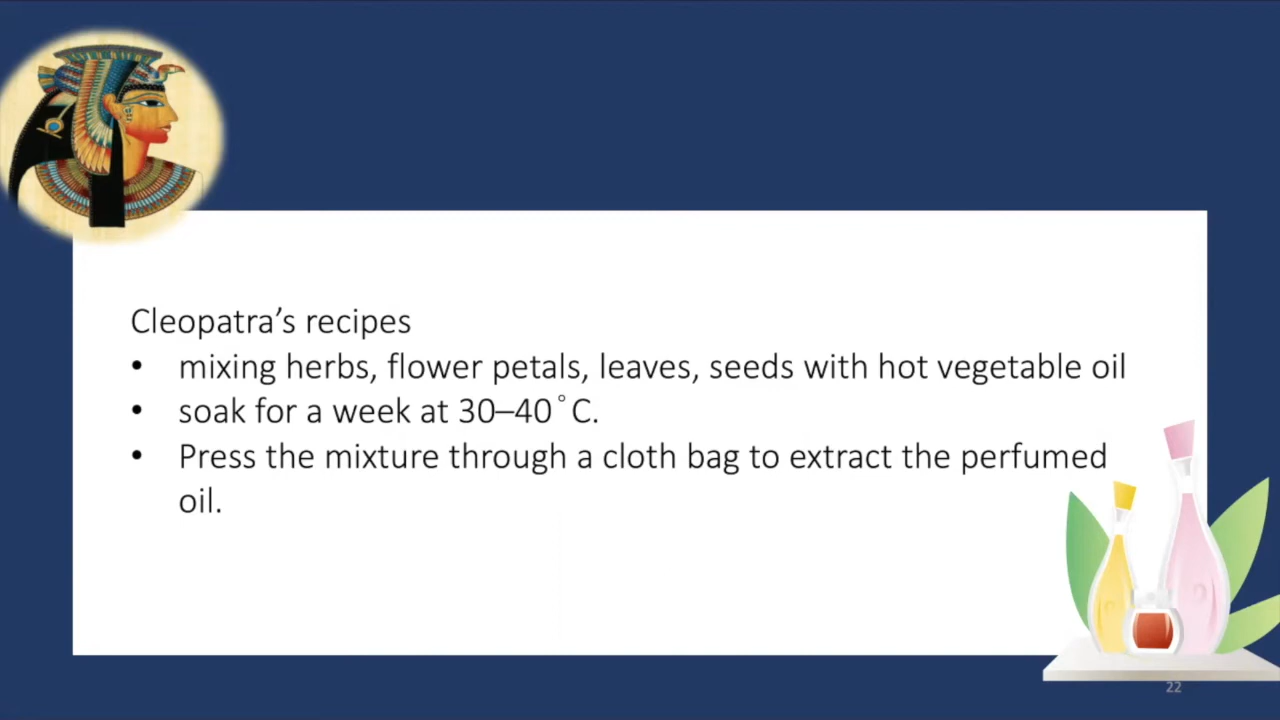 Cleopatra’s recipes
• mixing herbs, flower petals, leaves, seeds with hot vegetable oil
• soak for a week at 30–40˚C.
• Press the mixture through a cloth bag to extract the perfumed
oil.
22